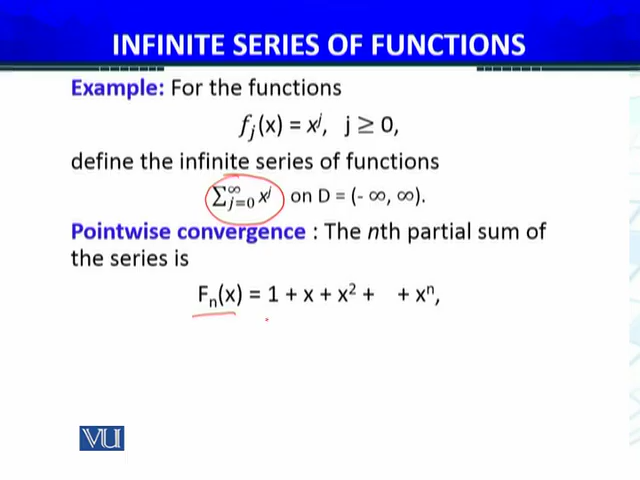 INFINITE SERIES OF FUNCTIONS
Example: For the functions
fⱼ(x) = xʲ, j ≥ 0,
define the infinite series of functions
∑_{j=0}^{∞} xʲ on D = (- ∞, ∞).
Pointwise convergence : The nth partial sum of
the series is
Fₙ(x) = 1 + x + x² +   + xⁿ,
VU